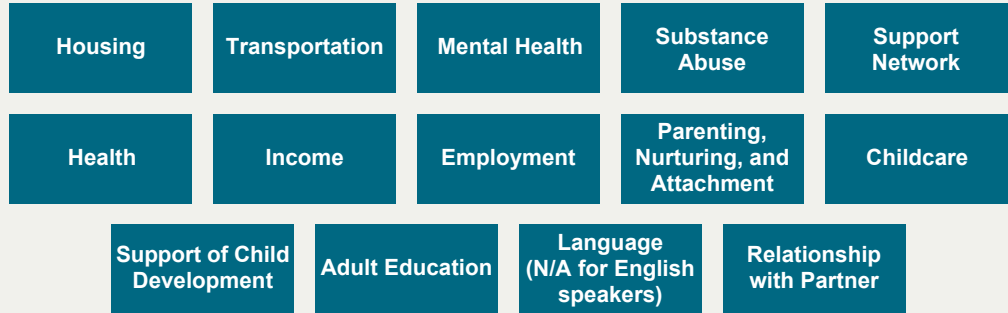 Housing
Transportation
Mental Health
Substance
Abuse
Support
Network
Health
Income
Employment
Parenting,
Nurturing, and
Attachment
Childcare
Support of Child
Development
Adult Education
Language
(N/A for English
speakers)
Relationship
with Partner